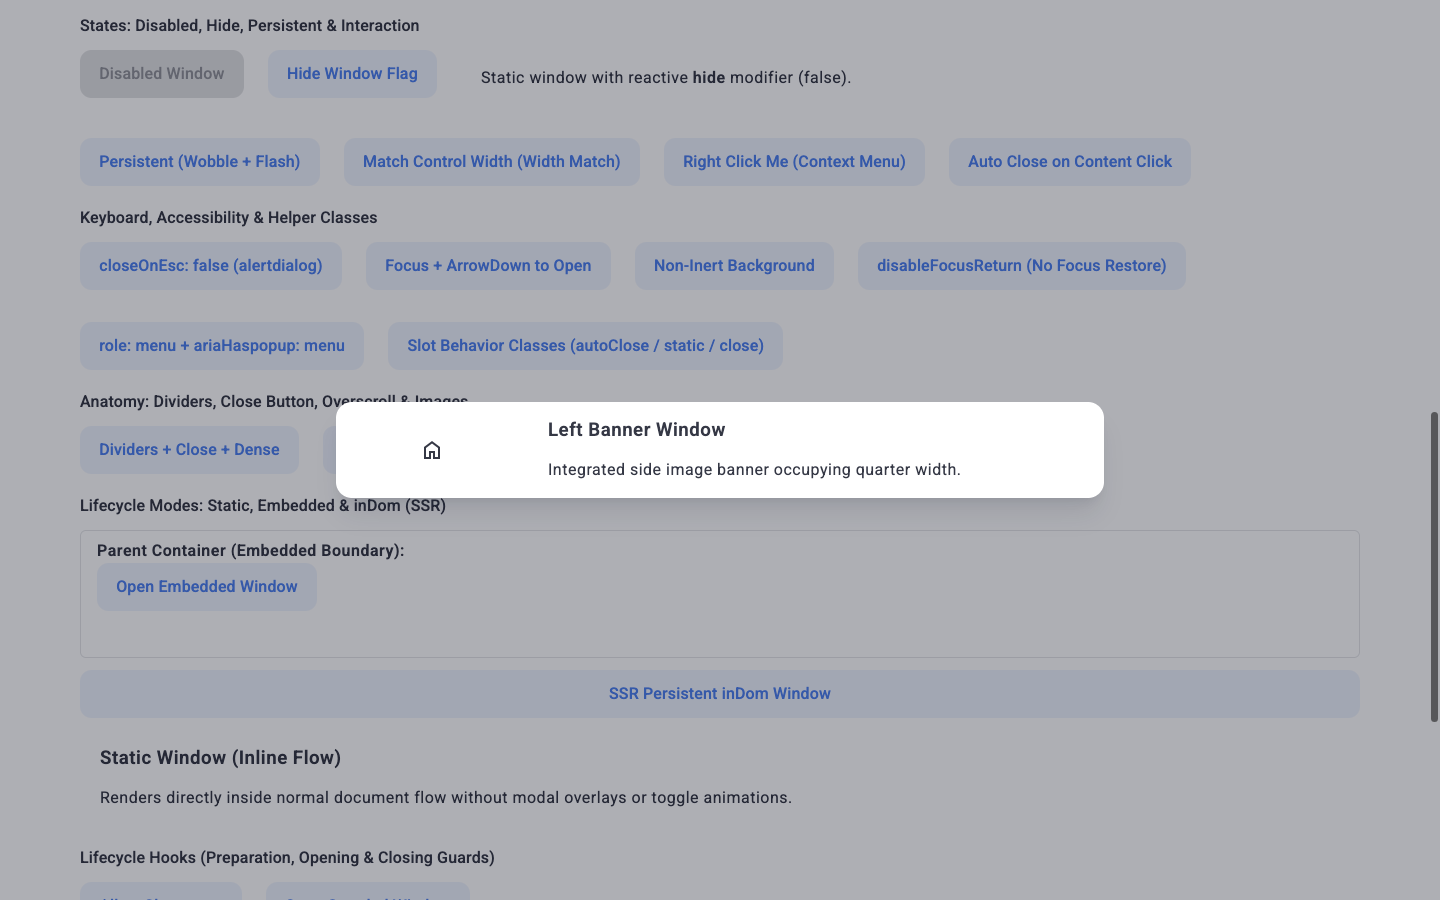 States: Disabled, Hide, Persistent & Interaction
Disabled Window
Hide Window Flag
Static window with reactive hide modifier (false).
Persistent (Wobble + Flash)
Match Control Width (Width Match)
Right Click Me (Context Menu)
Auto Close on Content Click
Keyboard, Accessibility & Helper Classes
closeOnEsc: false (alertdialog)
Focus + ArrowDown to Open
Non-Inert Background
disableFocusReturn (No Focus Restore)
role: menu + ariaHaspopup: menu
Slot Behavior Classes (autoClose / static / close)
Anatomy: Dividers, Close Button, Overscroll & Images
Dividers + Close + Dense
Left Banner Window
Integrated side image banner occupying quarter width.
Lifecycle Modes: Static, Embedded & inDom (SSR)
Parent Container (Embedded Boundary):
Open Embedded Window
SSR Persistent inDom Window
Static Window (Inline Flow)
Renders directly inside normal document flow without modal overlays or toggle animations.
Lifecycle Hooks (Preparation, Opening & Closing Guards)